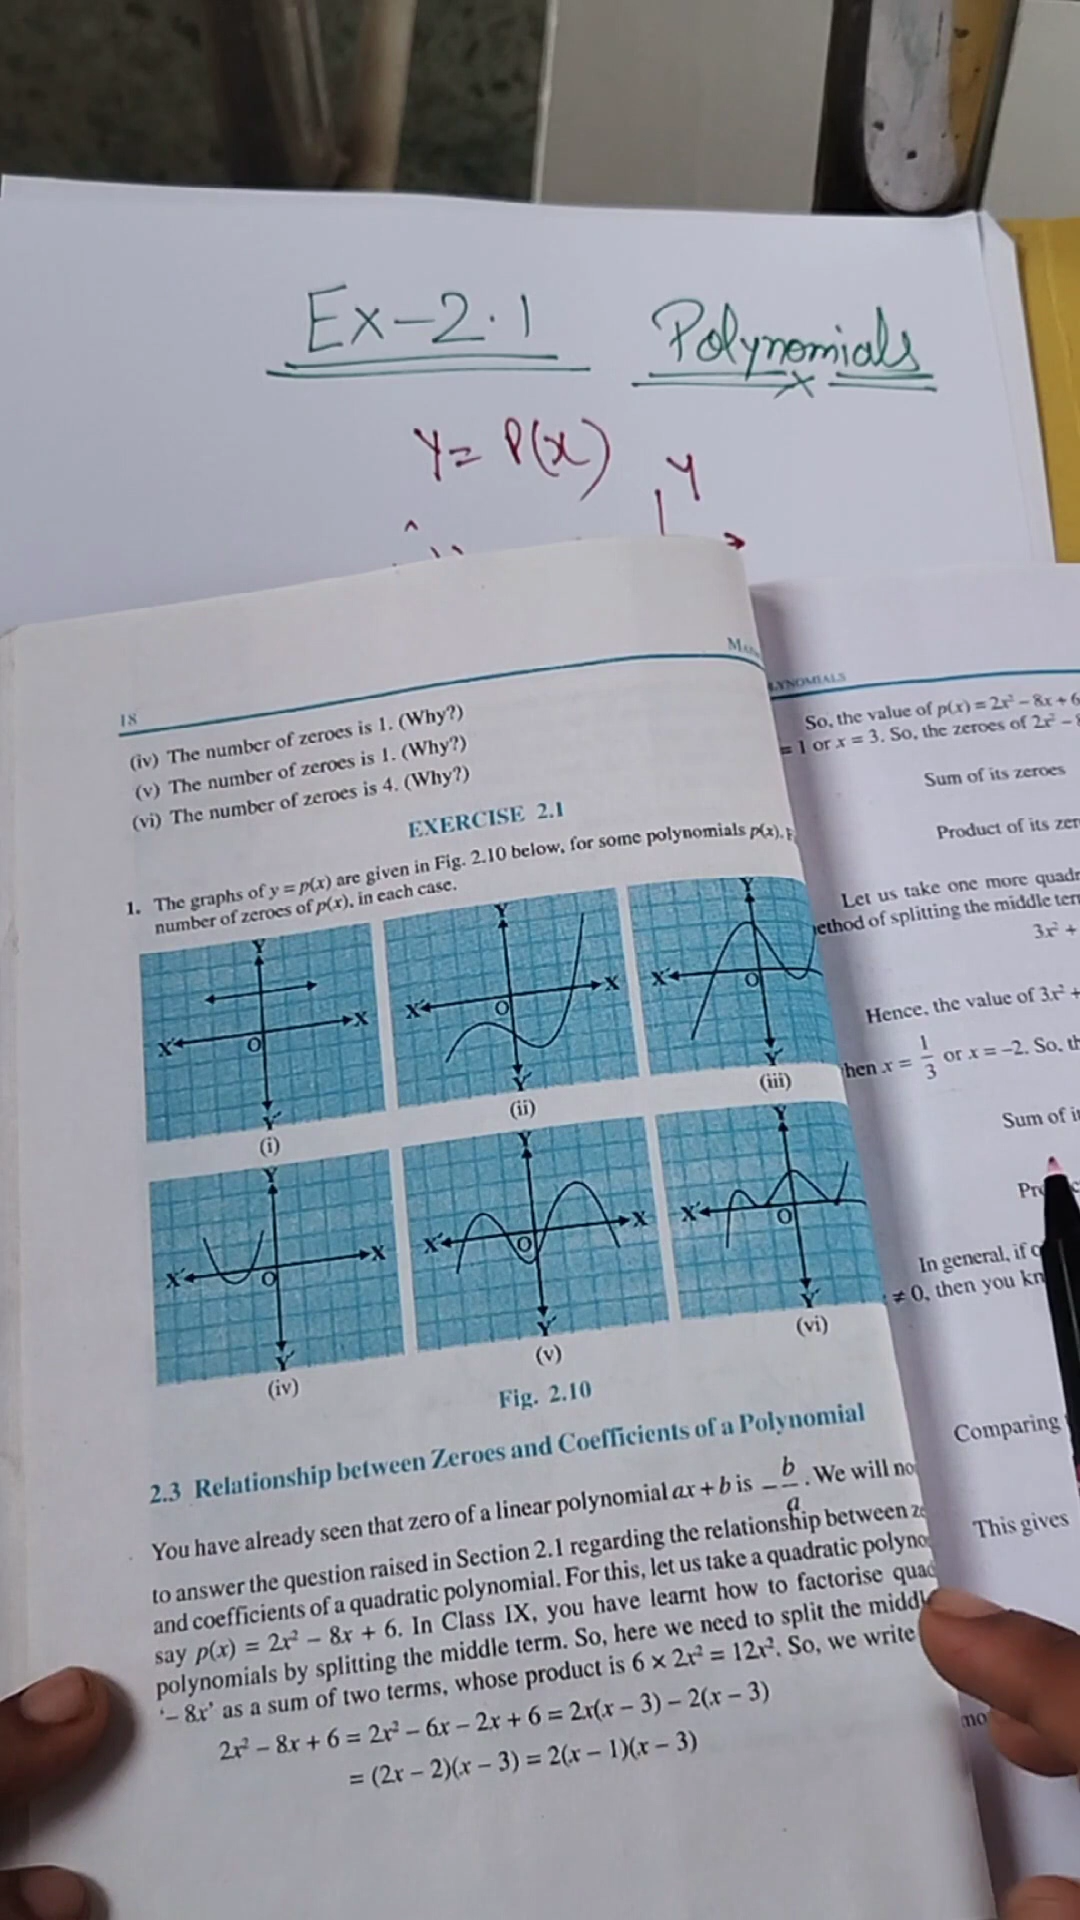 Ex-2.1 Polynomials
Y = P(x)
Y
18
(iv) The number of zeroes is 1. (Why?)
(v) The number of zeroes is 1. (Why?)
(vi) The number of zeroes is 4. (Why?)
EXERCISE 2.1
1. The graphs of y = p(x) are given in Fig. 2.10 below, for some polynomials p(x).
number of zeroes of p(x), in each case.
Y Y Y
X' O X X' O X X' O
Y' Y' Y'
(i) (ii) (iii)
Y Y Y
X' O X X' O X X' O
Y' Y' Y'
(iv) (v) (vi)
Fig. 2.10
2.3 Relationship between Zeroes and Coefficients of a Polynomial
You have already seen that zero of a linear polynomial ax + b is − b/a . We will
to answer the question raised in Section 2.1 regarding the relationship between
and coefficients of a quadratic polynomial. For this, let us take a quadratic
say p(x) = 2x² – 8x + 6. In Class IX, you have learnt how to factorise
polynomials by splitting the middle term. So, here we need to split the
‘– 8x’ as a sum of two terms, whose product is 6 × 2x² = 12x². So, we write
2x² – 8x + 6 = 2x² – 6x – 2x + 6 = 2x(x – 3) – 2(x – 3)
= (2x – 2)(x – 3) = 2(x – 1)(x – 3)
So, the value of p(x) = 2x² – 8x + 6
= 1 or x = 3. So, the zeroes of 2x² –
Sum of its zeroes
Product of its
Let us take one more
of splitting the middle
3x² +
Hence, the value of 3x² +
x = 1/3 or x = –2. So,
Sum of
In general, if
≠ 0, then you
Comparing
This gives